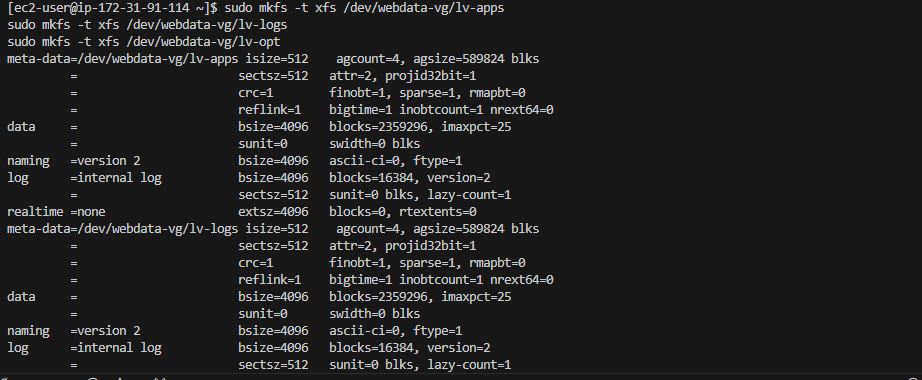 [ec2-user@ip-172-31-91-114 ~]$ sudo mkfs -t xfs /dev/webdata-vg/lv-apps
sudo mkfs -t xfs /dev/webdata-vg/lv-logs
sudo mkfs -t xfs /dev/webdata-vg/lv-opt
meta-data=/dev/webdata-vg/lv-apps isize=512    agcount=4, agsize=589824 blks
         =                       sectsz=512   attr=2, projid32bit=1
         =                       crc=1        finobt=1, sparse=1, rmapbt=0
         =                       reflink=1    bigtime=1 inobtcount=1 nrext64=0
data     =                       bsize=4096   blocks=2359296, imaxpct=25
         =                       sunit=0      swidth=0 blks
naming   =version 2              bsize=4096   ascii-ci=0, ftype=1
log      =internal log           bsize=4096   blocks=16384, version=2
         =                       sectsz=512   sunit=0 blks, lazy-count=1
realtime =none                   extsz=4096   blocks=0, rtextents=0
meta-data=/dev/webdata-vg/lv-logs isize=512    agcount=4, agsize=589824 blks
         =                       sectsz=512   attr=2, projid32bit=1
         =                       crc=1        finobt=1, sparse=1, rmapbt=0
         =                       reflink=1    bigtime=1 inobtcount=1 nrext64=0
data     =                       bsize=4096   blocks=2359296, imaxpct=25
         =                       sunit=0      swidth=0 blks
naming   =version 2              bsize=4096   ascii-ci=0, ftype=1
log      =internal log           bsize=4096   blocks=16384, version=2
         =                       sectsz=512   sunit=0 blks, lazy-count=1